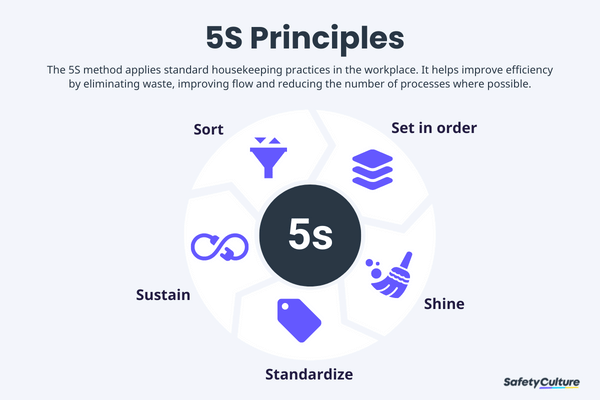 5S Principles
The 5S method applies standard housekeeping practices in the workplace. It helps improve efficiency
by eliminating waste, improving flow and reducing the number of processes where possible.
Sort
Set in order
5s
Sustain
Shine
Standardize
SafetyCulture